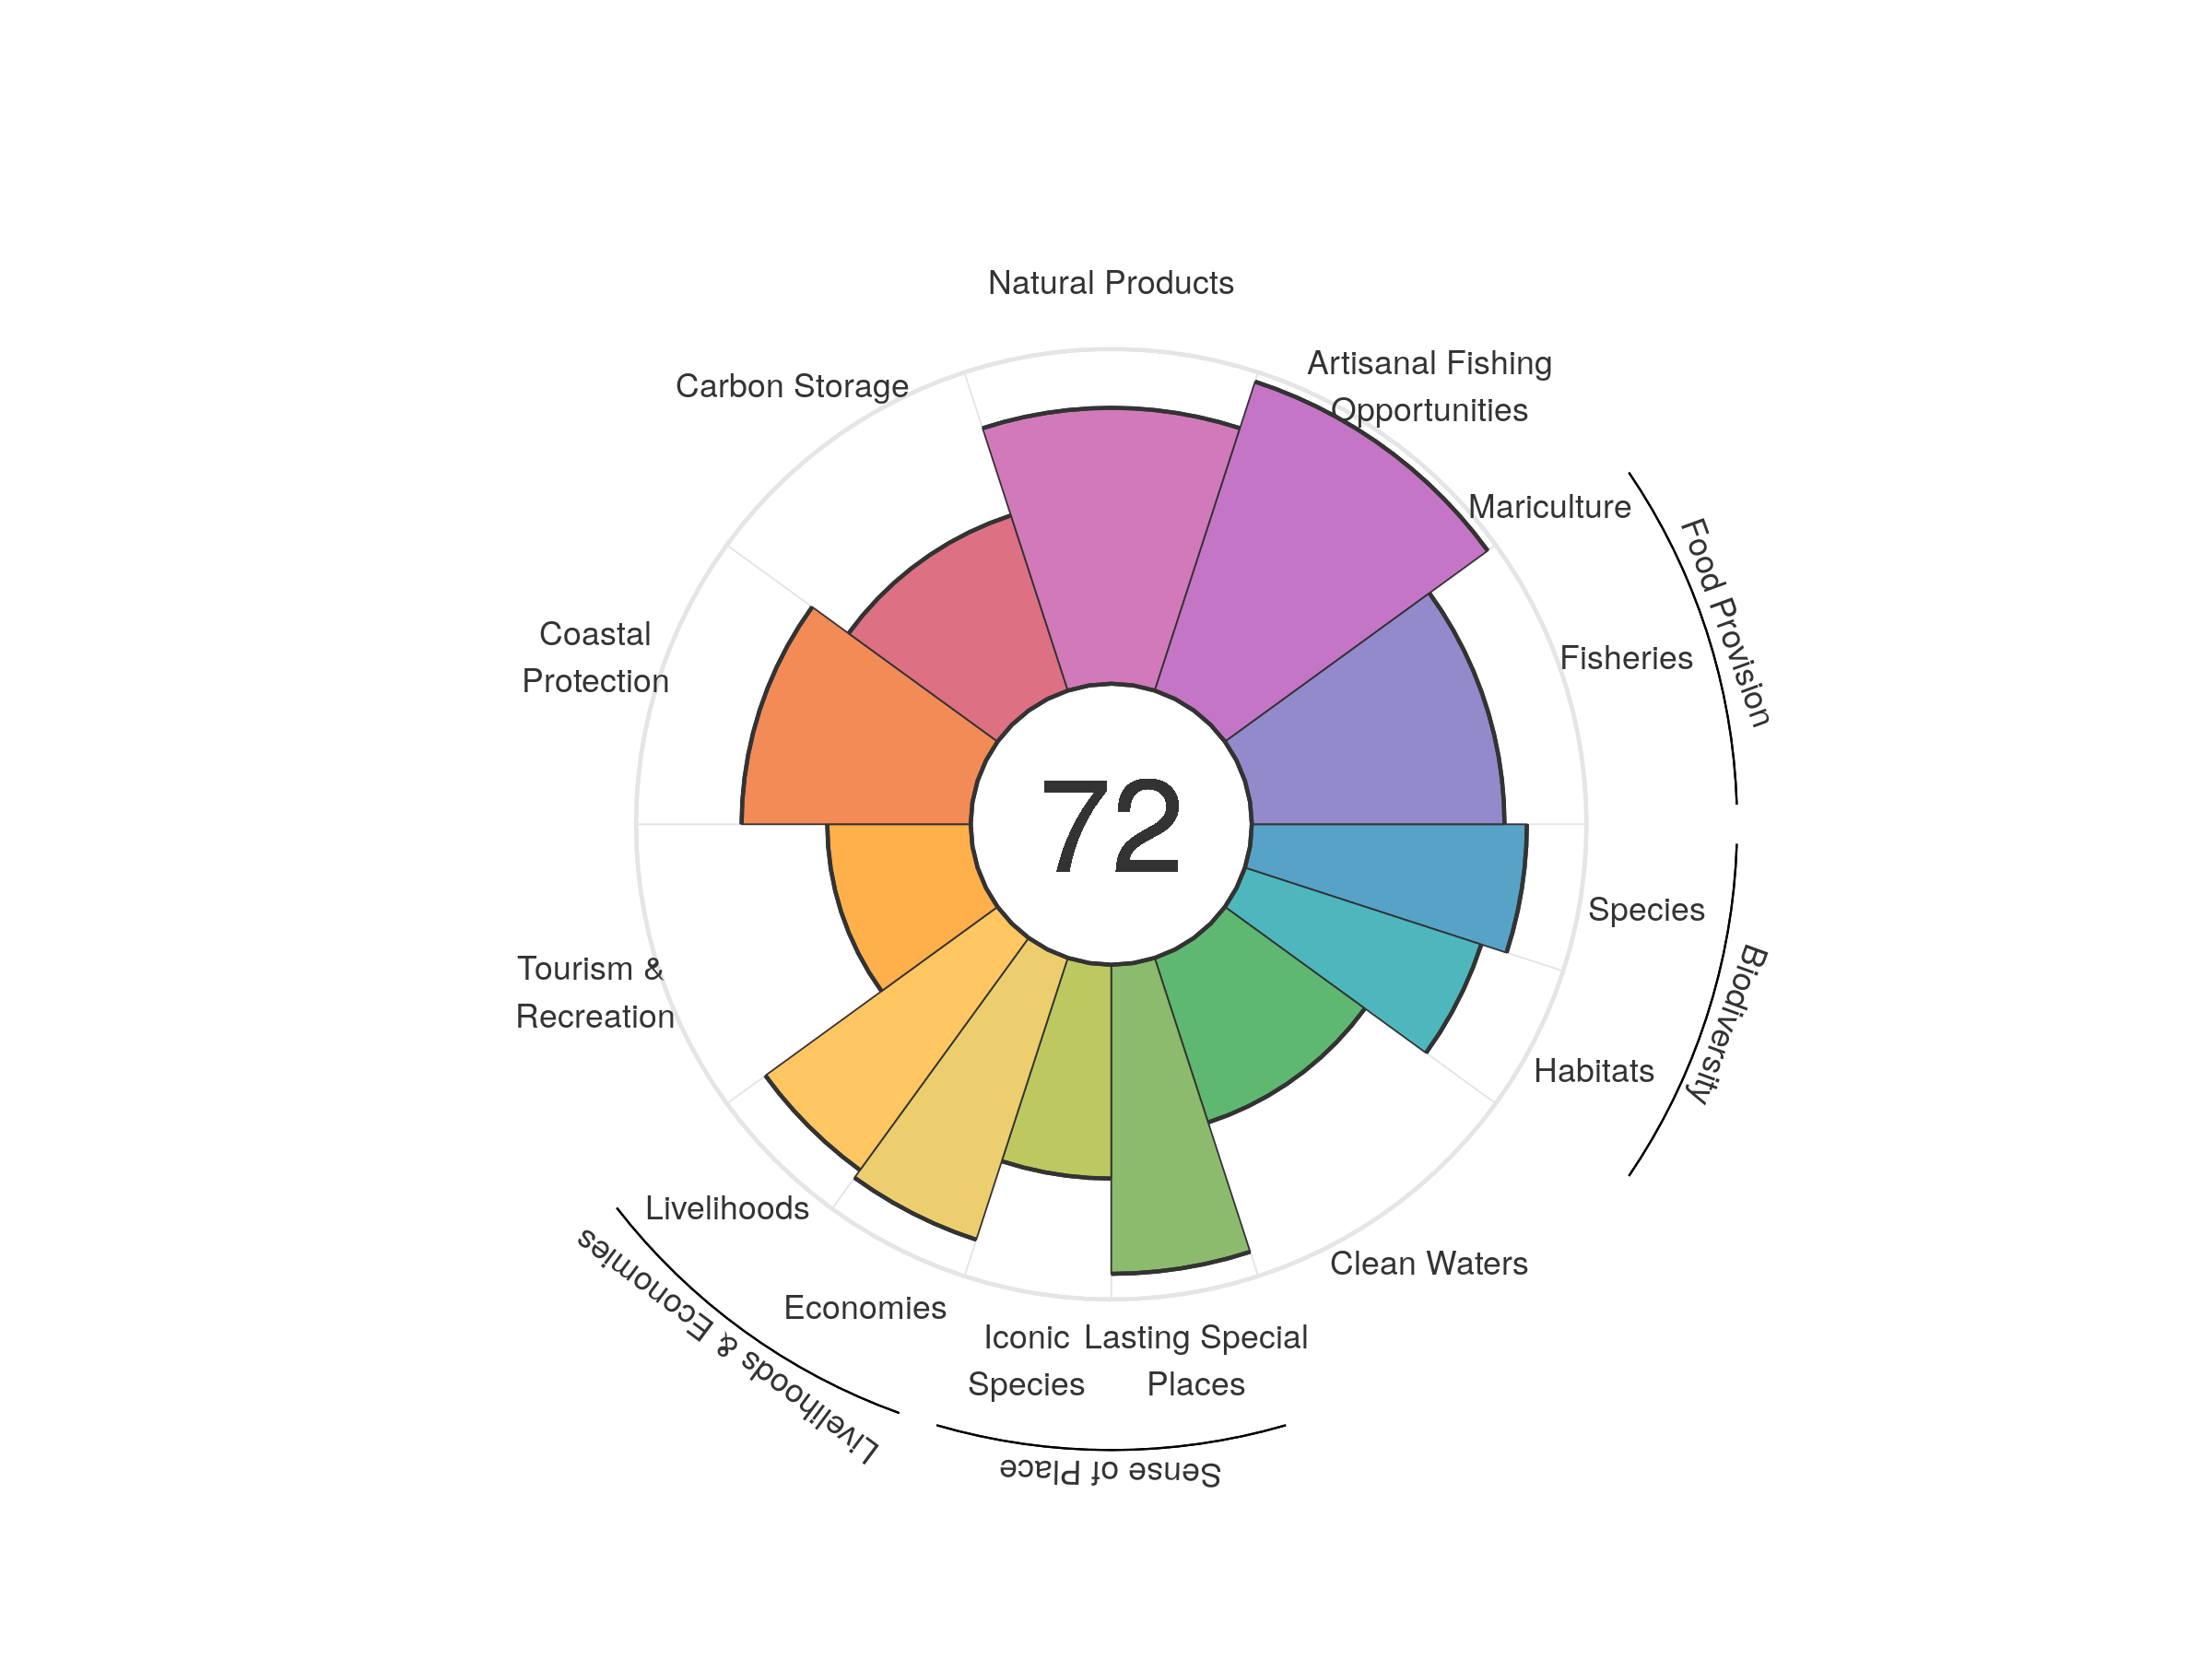 Natural Products
Artisanal Fishing
Opportunities
Carbon Storage
Mariculture
Food Provision
Coastal
Protection
Fisheries
72
Species
Biodiversity
Tourism &
Recreation
Habitats
Livelihoods
Clean Waters
Economies
Livelihoods & Economies
Iconic
Species
Lasting Special
Places
Sense of Place